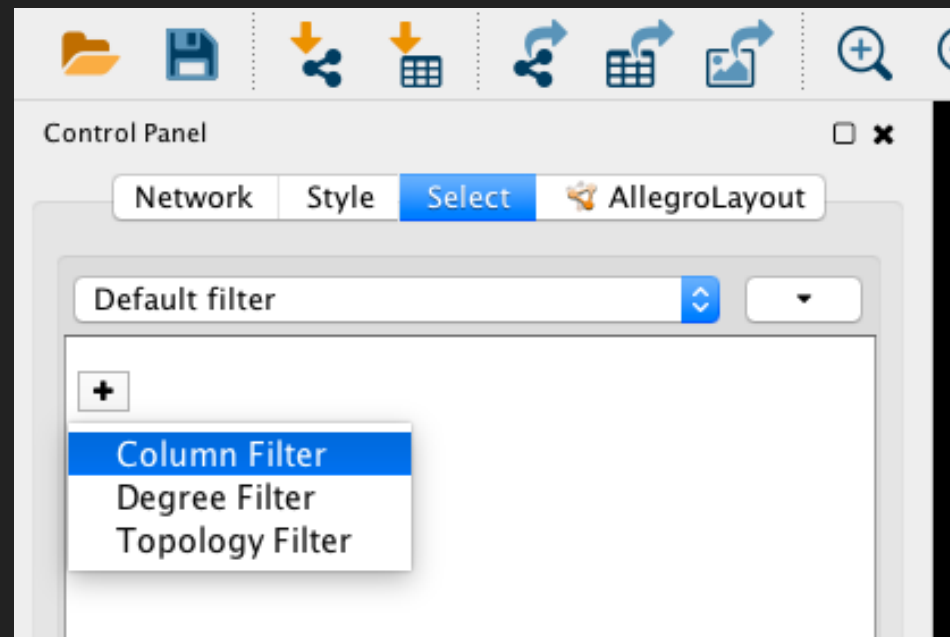 Control Panel
Network Style Select AllegroLayout
Default filter
Column Filter
Degree Filter
Topology Filter